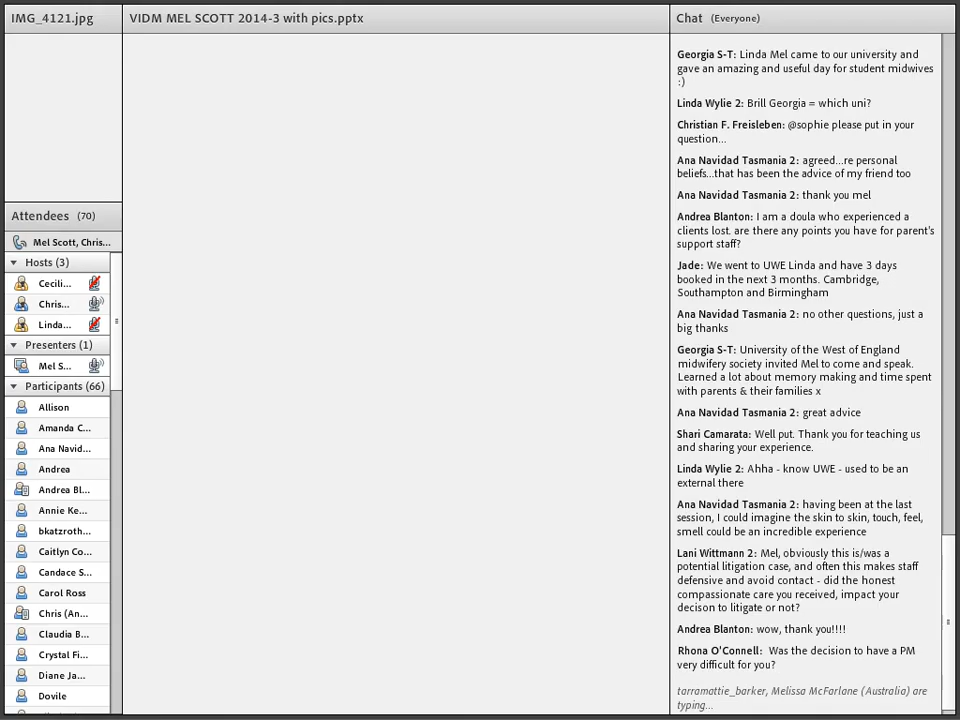 IMG_4121.jpg
VIDM MEL SCOTT 2014-3 with pics.pptx
Chat (Everyone)
Attendees (70)
Mel Scott, Chris...
Hosts (3)
Cecili...
Chris...
Linda...
Presenters (1)
Mel S...
Participants (66)
Allison
Amanda C...
Ana Navid...
Andrea
Andrea Bl...
Annie Ke...
bkatzroth...
Caitlyn Co...
Candace S...
Carol Ross
Chris (An...
Claudia B...
Crystal Fi...
Diane Ja...
Dovile
Georgia S-T: Linda Mel came to our university and
gave an amazing and useful day for student midwives
:)
Linda Wylie 2: Brill Georgia = which uni?
Christian F. Freisleben: @sophie please put in your
question...
Ana Navidad Tasmania 2: agreed...re personal
beliefs...that has been the advice of my friend too
Ana Navidad Tasmania 2: thank you mel
Andrea Blanton: I am a doula who experienced a
clients lost. are there any points you have for parent's
support staff?
Jade: We went to UWE Linda and have 3 days
booked in the next 3 months. Cambridge,
Southampton and Birmingham
Ana Navidad Tasmania 2: no other questions, just a
big thanks
Georgia S-T: University of the West of England
midwifery society invited Mel to come and speak.
Learned a lot about memory making and time spent
with parents & their families x
Ana Navidad Tasmania 2: great advice
Shari Camarata: Well put. Thank you for teaching us
and sharing your experience.
Linda Wylie 2: Ahha - know UWE - used to be an
external there
Ana Navidad Tasmania 2: having been at the last
session, I could imagine the skin to skin, touch, feel,
smell could be an incredible experience
Lani Wittmann 2: Mel, obviously this is/was a
potential litigation case, and often this makes staff
defensive and avoid contact - did the honest
compassionate care you received, impact your
decison to litigate or not?
Andrea Blanton: wow, thank you!!!!
Rhona O'Connell: Was the decision to have a PM
very difficult for you?
tarramattie_barker, Melissa McFarlane (Australia) are
typing...